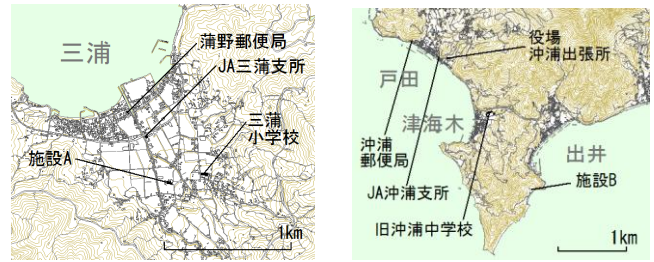 三浦
蒲野郵便局
JA三蒲支所
三蒲
小学校
施設A
1km
役場
沖浦出張所
戸田
津海木
沖浦
郵便局
出井
JA沖浦支所
施設B
旧沖浦中学校
1km